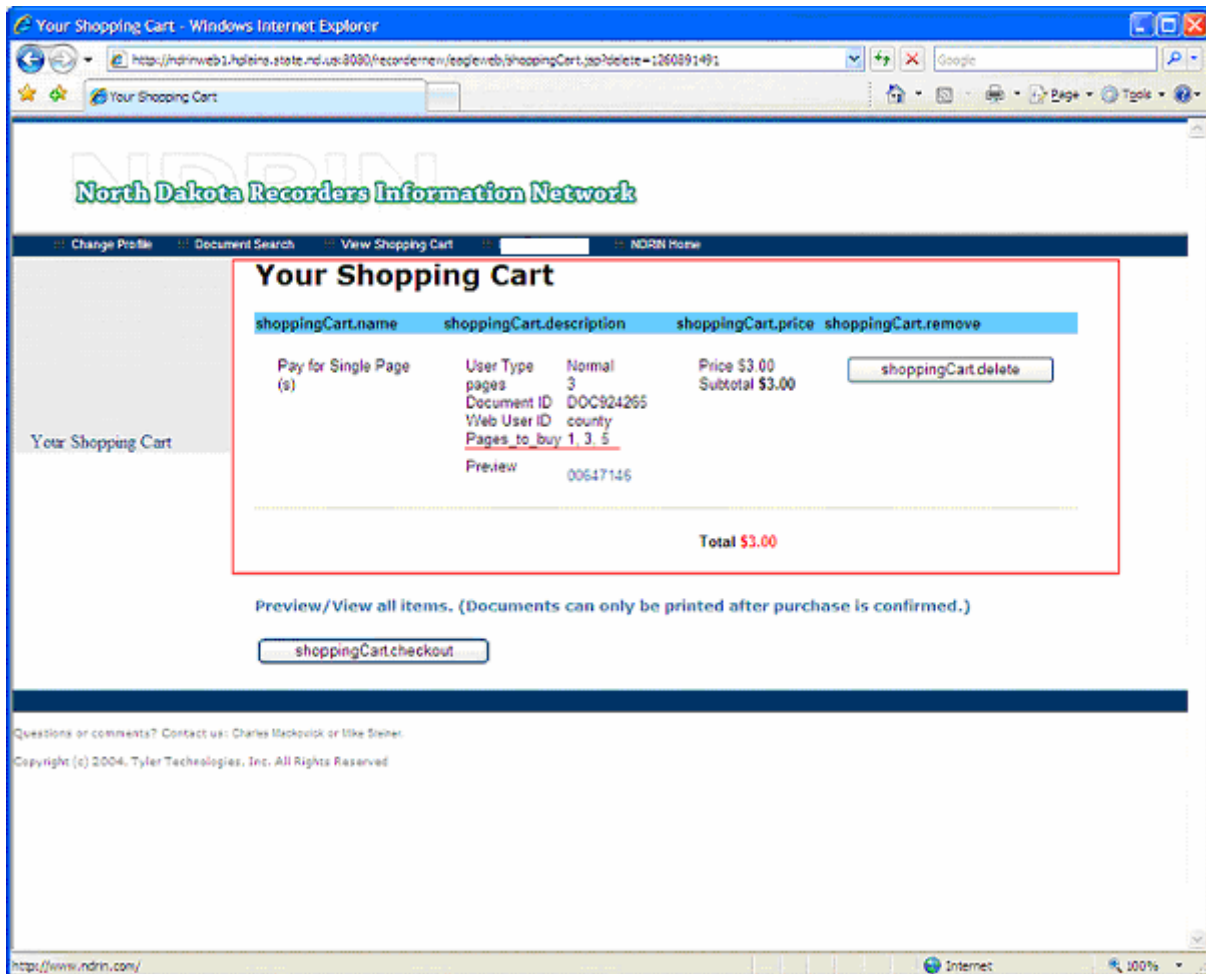 Your Shopping Cart - Windows Internet Explorer
http://ndrinweb1.hpleins.state.nd.us:8080/recordernew/eagleweb/shoppingCart.jsp?delete=1260891491
Google
Your Shopping Cart
Page
Tools
NDRIN
North Dakota Recorders Information Network
Change Profile
Document Search
View Shopping Cart
NDRIN Home
Your Shopping Cart
shoppingCart.name shoppingCart.description shoppingCart.price shoppingCart.remove
Pay for Single Page
(s)
User Type Normal
pages 3
Document ID DOC924265
Web User ID county
Pages_to_buy 1, 3, 5
Preview 00647146
Price $3.00
Subtotal $3.00
shoppingCart.delete
Your Shopping Cart
Total $3.00
Preview/View all items. (Documents can only be printed after purchase is confirmed.)
shoppingCart.checkout
Questions or comments? Contact us: Charles or Mike
Copyright (c) 2004, Tyler Technologies, Inc. All Rights Reserved
http://www.ndrin.com/
Internet
100%